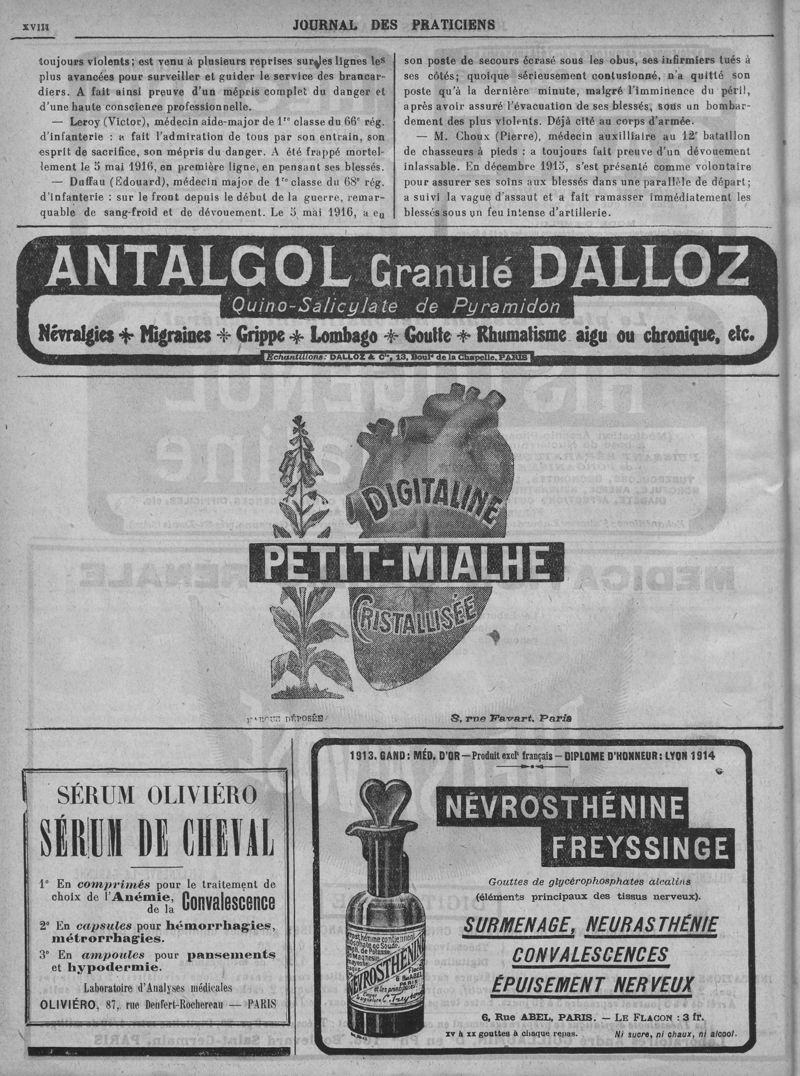 XVIII
JOURNAL DES PRATICIENS
toujours violents; est venu à plusieurs reprises sur les lignes les
plus avancées pour surveiller et guider le service des brancar-
diers. A fait ainsi preuve d'un mépris complet du danger et
d'une haute conscience professionnelle.
— Leroy (Victor), médecin aide-major de 1re classe du 66e rég.
d'infanterie : a fait l'admiration de tous par son entrain, son
esprit de sacrifice, son mépris du danger. A été frappé mortel-
lement le 5 mai 1916, en première ligne, en pensant ses blessés.
— Duffau (Edouard), médecin major de 1re classe du 68e rég.
d'infanterie : sur le front depuis le début de la guerre, remar-
quable de sang-froid et de dévouement. Le 5 mai 1916, a eu
son poste de secours écrasé sous les obus, ses infirmiers tués à
ses côtés; quoique sérieusement contusionné, n'a quitté son
poste qu'à la dernière minute, malgré l'imminence du péril,
après avoir assuré l'évacuation de ses blessés, sous un bombar-
dement des plus violents. Déjà cité au corps d'armée.
— M. Choux (Pierre), médecin auxilliaire au 12e bataillon
de chasseurs à pieds : a toujours fait preuve d'un dévouement
inlassable. En décembre 1915, s'est présenté comme volontaire
pour assurer ses soins aux blessés dans une parallèle de départ;
a suivi la vague d'assaut et a fait ramasser immédiatement les
blessés sous un feu intense d'artillerie.
ANTALGOL Granulé DALLOZ
Quino-Salicylate de Pyramidon
Névralgies Migraines Grippe Lombago Goutte Rhumatisme aigu ou chronique, etc.
Echantillons: DALLOZ & Cie, 13, Boule de la Chapelle, PARIS
DIGITALINE
PETIT-MIALHE
CRISTALLISÉE
MARQUE DÉPOSÉE
8, rue Favart, Paris
SÉRUM OLIVIÉRO
SÉRUM DE CHEVAL
1° En comprimés pour le traitement de
choix de l'Anémie,
de la Convalescence
2° En capsules pour hémorrhagies,
métrorrhagies.
3° En ampoules pour pansements
et hypodermie.
Laboratoire d'Analyses médicales
OLIVIÉRO, 87, rue Denfert-Rochereau — PARIS
1913. GAND: MÉD. D'OR — Produit exclt français — DIPLOME D'HONNEUR: LYON 1914
NÉVROSTHÉNINE
FREYSSINGE
Gouttes de glycérophosphates alcalins
(éléments principaux des tissus nerveux).
SURMENAGE, NEURASTHÉNIE
CONVALESCENCES
ÉPUISEMENT NERVEUX
NÉVROSTHÉNINE
6, Rue ABEL, PARIS. — LE FLACON : 3 fr.
XV à XX gouttes à chaque repas.
Ni sucre, ni chaux, ni alcool.